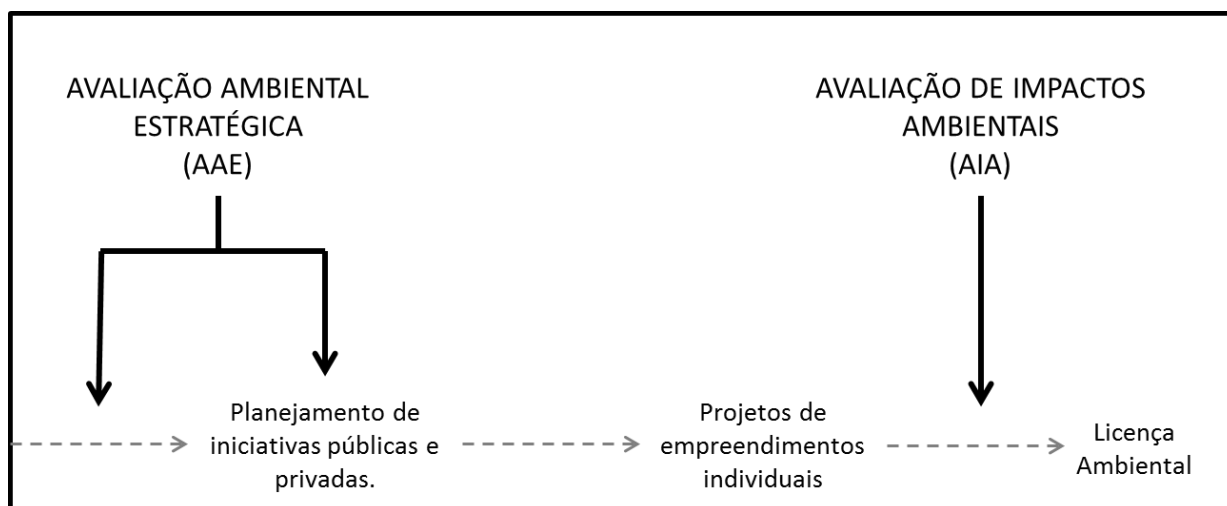 AVALIAÇÃO AMBIENTAL
ESTRATÉGICA
(AAE)
AVALIAÇÃO DE IMPACTOS
AMBIENTAIS
(AIA)
Planejamento de
iniciativas públicas e
privadas.
Projetos de
empreendimentos
individuais
Licença
Ambiental